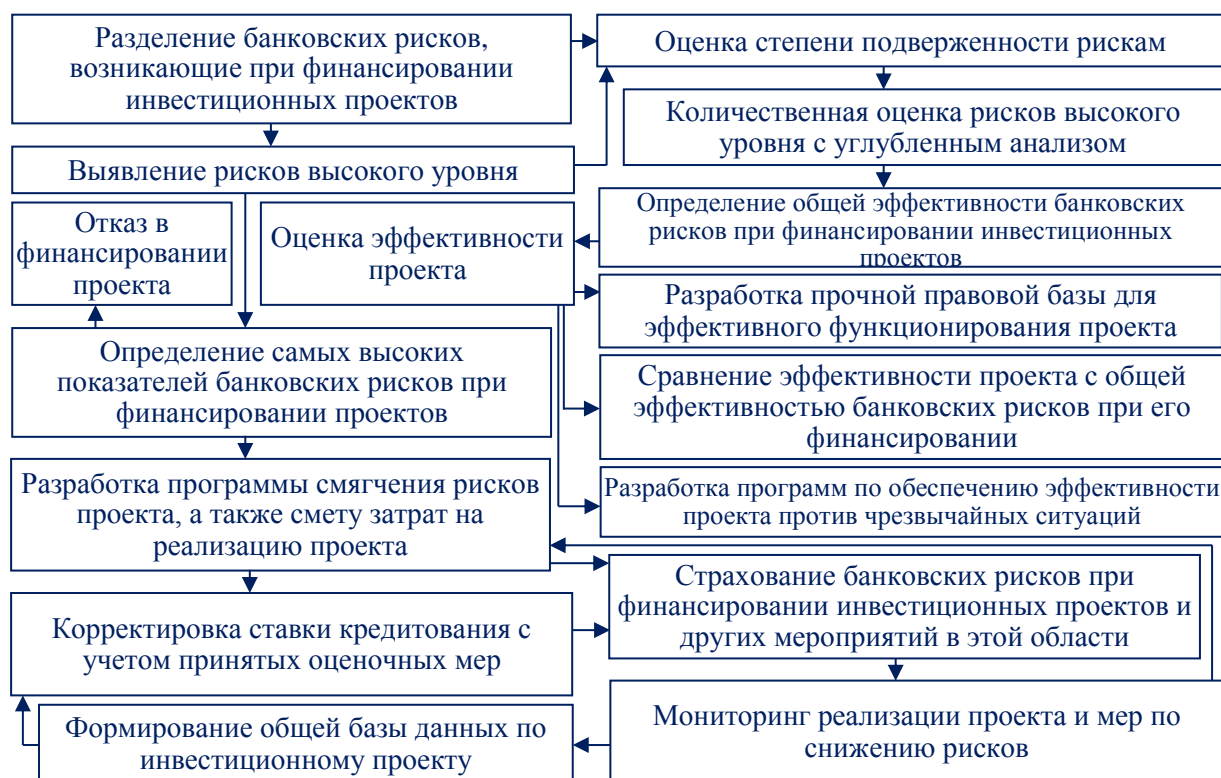 Разделение банковских рисков,
возникающие при финансировании
инвестиционных проектов
Оценка степени подверженности рискам
Количественная оценка рисков высокого
уровня с углубленным анализом
Выявление рисков высокого уровня
Отказ в
финансировании
проекта
Оценка эффективности
проекта
Определение общей эффективности банковских
рисков при финансировании инвестиционных
проектов
Разработка прочной правовой базы для
эффективного функционирования проекта
Определение самых высоких
показателей банковских рисков при
финансировании проектов
Сравнение эффективности проекта с общей
эффективностью банковских рисков при его
финансировании
Разработка программы смягчения рисков
проекта, а также смету затрат на
реализацию проекта
Разработка программ по обеспечению эффективности
проекта против чрезвычайных ситуаций
Страхование банковских рисков при
финансировании инвестиционных проектов и
других мероприятий в этой области
Корректировка ставки кредитования с
учетом принятых оценочных мер
Мониторинг реализации проекта и мер по
снижению рисков
Формирование общей базы данных по
инвестиционному проекту